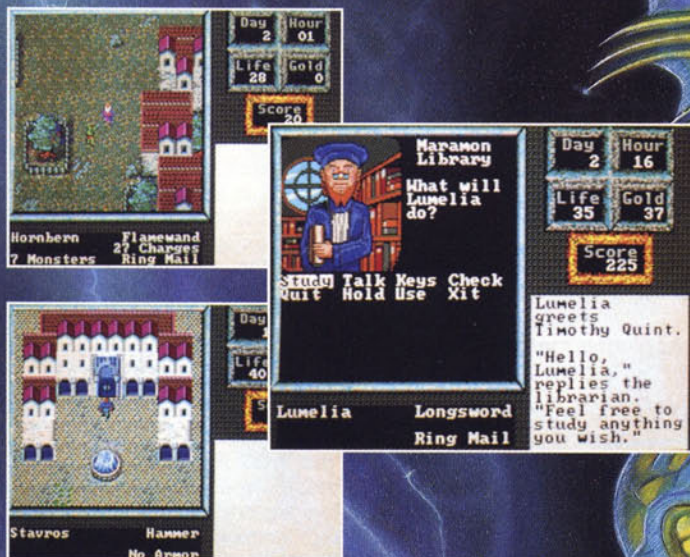 Day Hour
2 01
Life Gold
28 0
Score
20
Hornbern Flamewand
27 Charges
7 Monsters Ring Mail
Maramon
Library
What will
Lumelia
do?
Study Talk Keys Check
Quit Hold Use Xit
Lumelia Longsword
Ring Mail
Day Hour
2 16
Life Gold
35 37
Score
225
Lumelia
greets
Timothy Quint.
"Hello,
Lumelia,"
replies the
librarian.
"Feel free to
study anything
you wish."
Day
Life
40
Stavros Hammer
No Armor